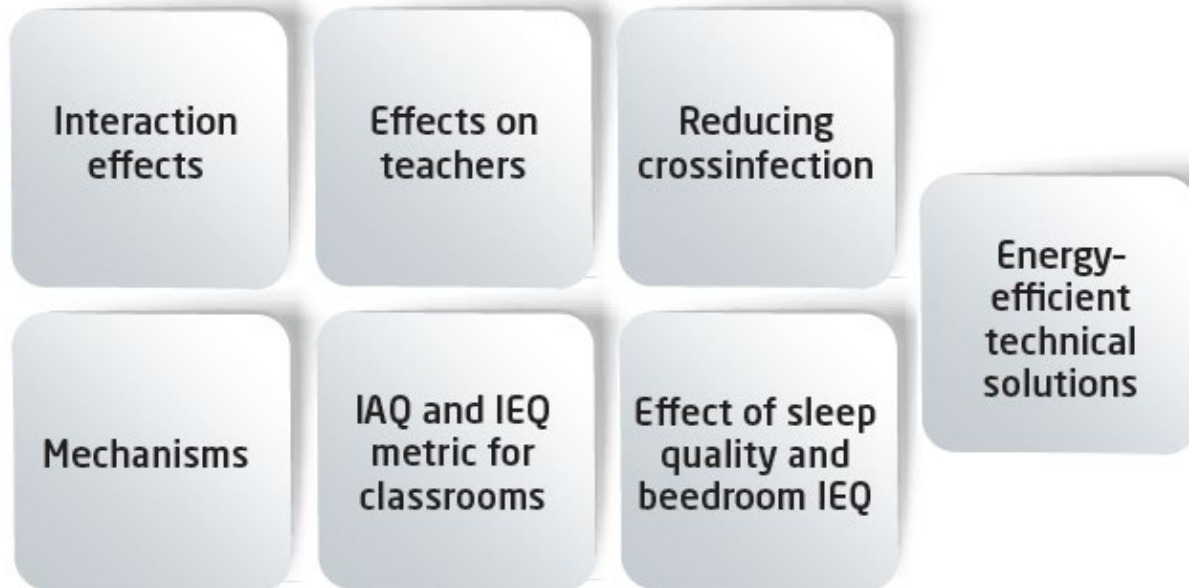 Interaction
effects
Effects on
teachers
Reducing
crossinfection
Energy-
efficient
technical
solutions
Mechanisms
IAQ and IEQ
metric for
classrooms
Effect of sleep
quality and
beedroom IEQ